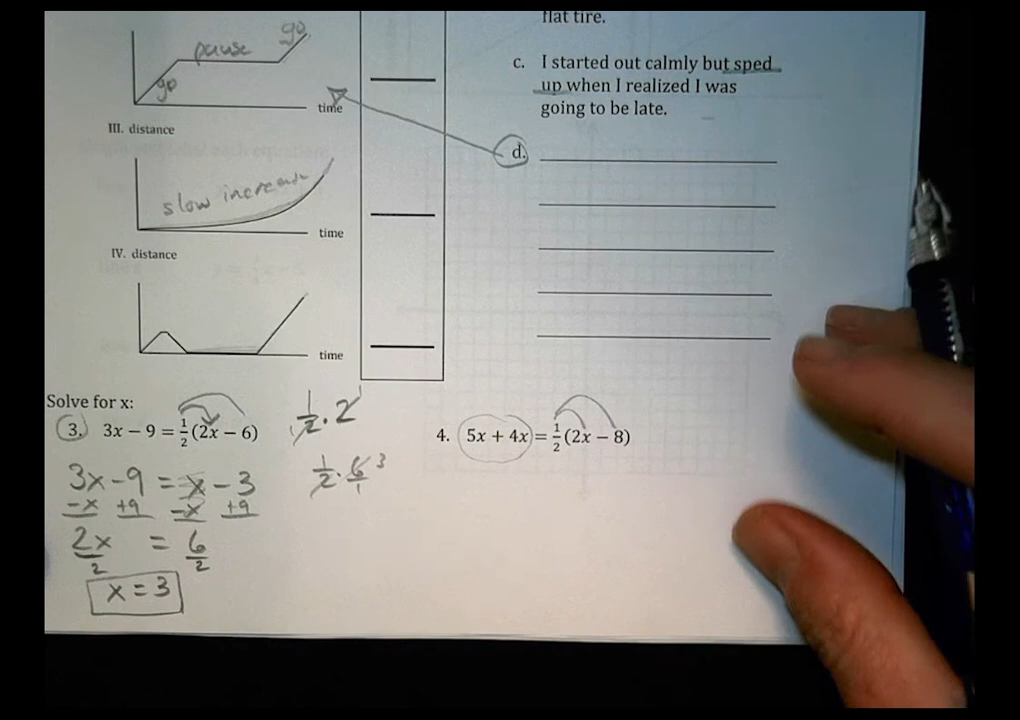 flat tire.
go
pause
go
time
c. I started out calmly but sped
up when I realized I was
going to be late.
III. distance
d.
slow increase
time
IV. distance
time
Solve for x:
3. 3x − 9 = 1/2 (2x − 6)
1/2 · 2 1
3x − 9 = x − 3
1/2 · 6/1 3
−x +9 −x +9
2x/2 = 6/2
x = 3
4. 5x + 4x = 1/2 (2x − 8)